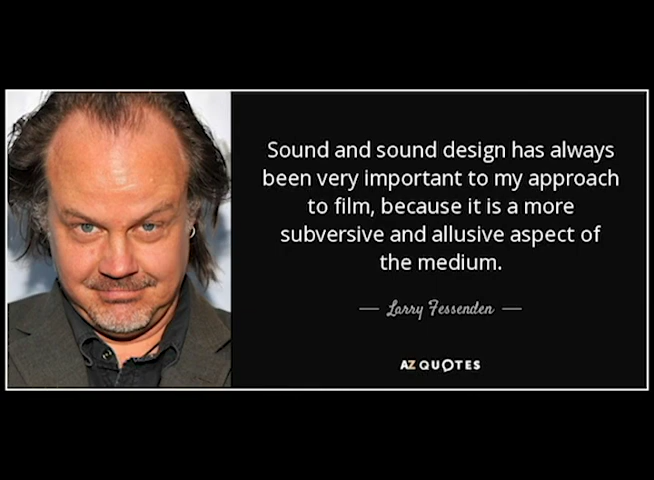 Sound and sound design has always
been very important to my approach
to film, because it is a more
subversive and allusive aspect of
the medium.
— Larry Fessenden —
AZ QUOTES